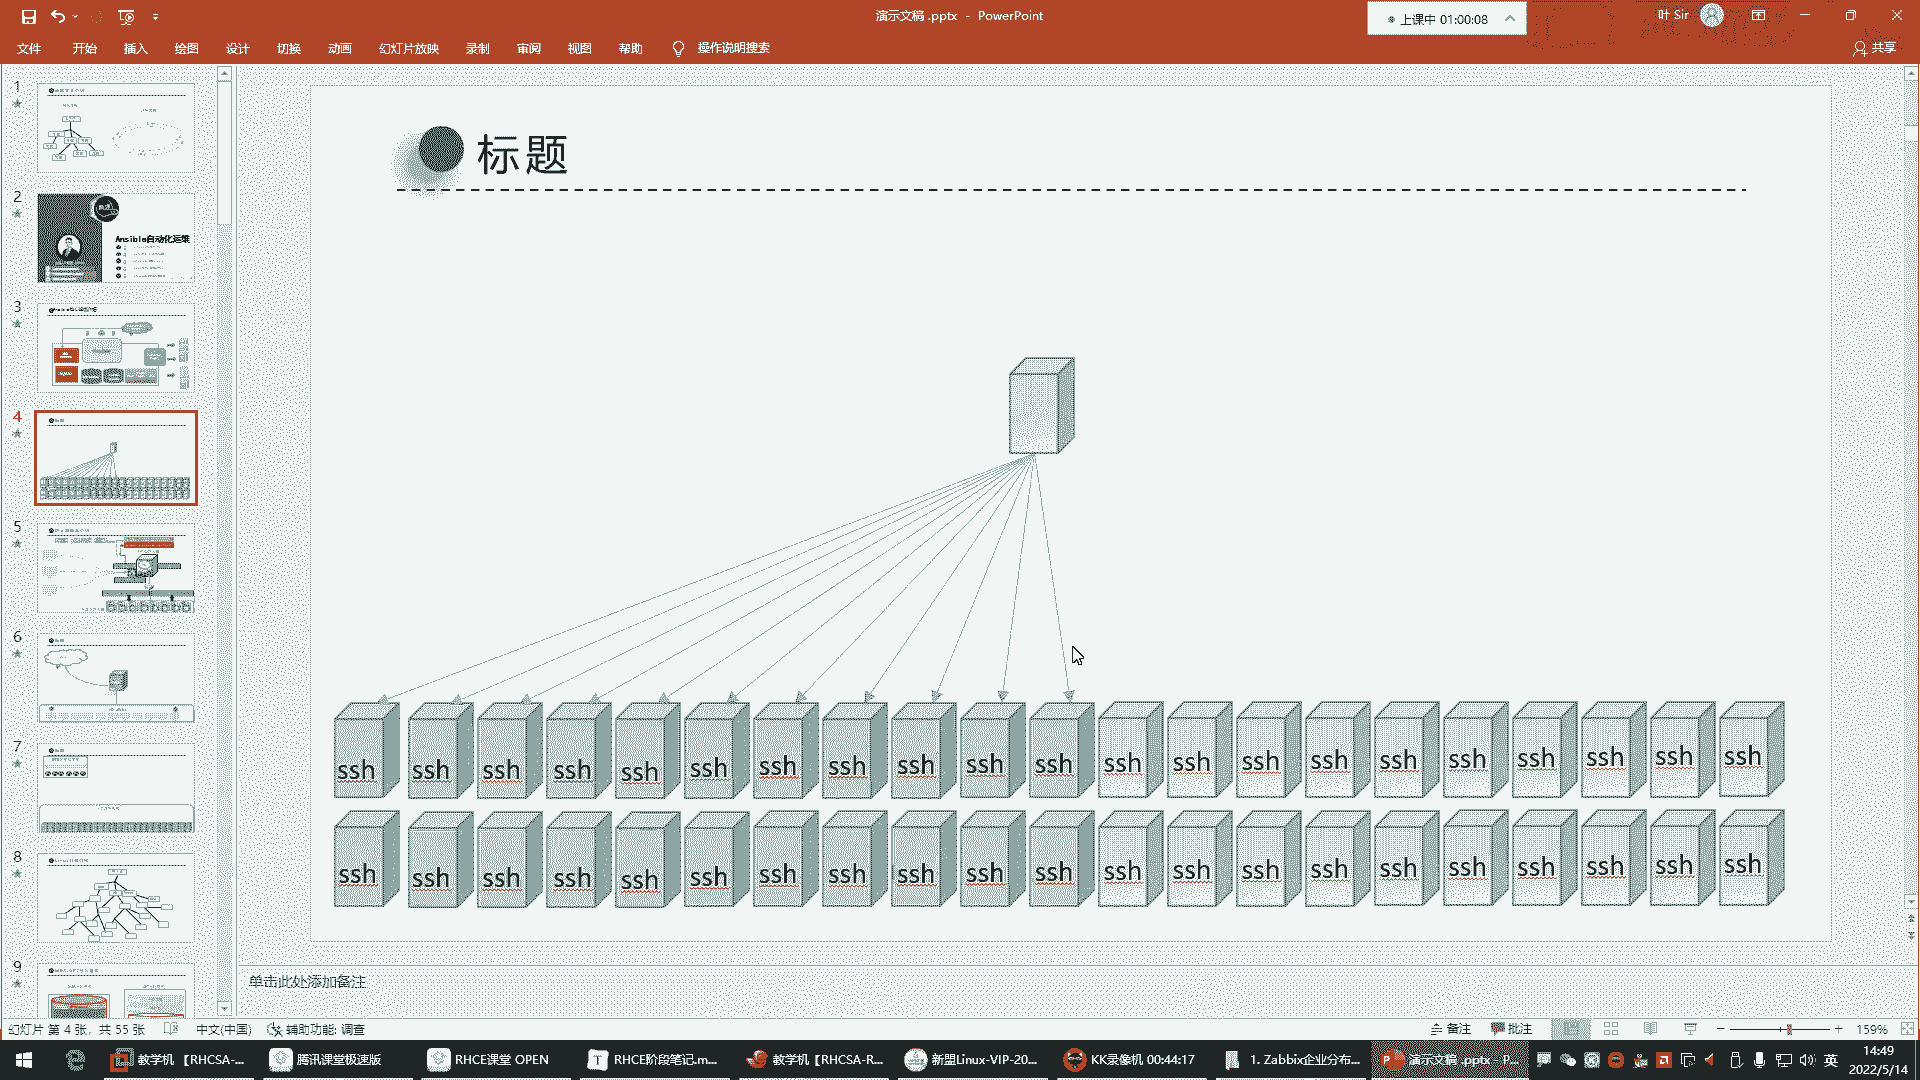 演示文稿 .pptx - PowerPoint
上课中 01:00:08
叶 Sir
文件 开始 插入 绘图 设计 切换 动画 幻灯片放映 录制 审阅 视图 帮助 操作说明搜索
共享
1
2
Ansible自动化运维
3
4
5
6
7
8
9
标题
ssh ssh ssh ssh ssh ssh ssh ssh ssh ssh ssh ssh ssh ssh ssh ssh ssh ssh ssh ssh ssh
ssh ssh ssh ssh ssh ssh ssh ssh ssh ssh ssh ssh ssh ssh ssh ssh ssh ssh ssh ssh ssh
单击此处添加备注
幻灯片 第 4 张，共 55 张 中文(中国) 辅助功能: 调查
备注 批注 159%
教学机 【RHCSA-... 腾讯课堂极速版 RHCE课堂 OPEN RHCE阶段笔记.m... 教学机【RHCSA-R... 新盟Linux-VIP-20... KK录像机 00:44:17 1. Zabbix企业分布... 演示文稿 .pptx - P...
英
14:49
2022/5/14